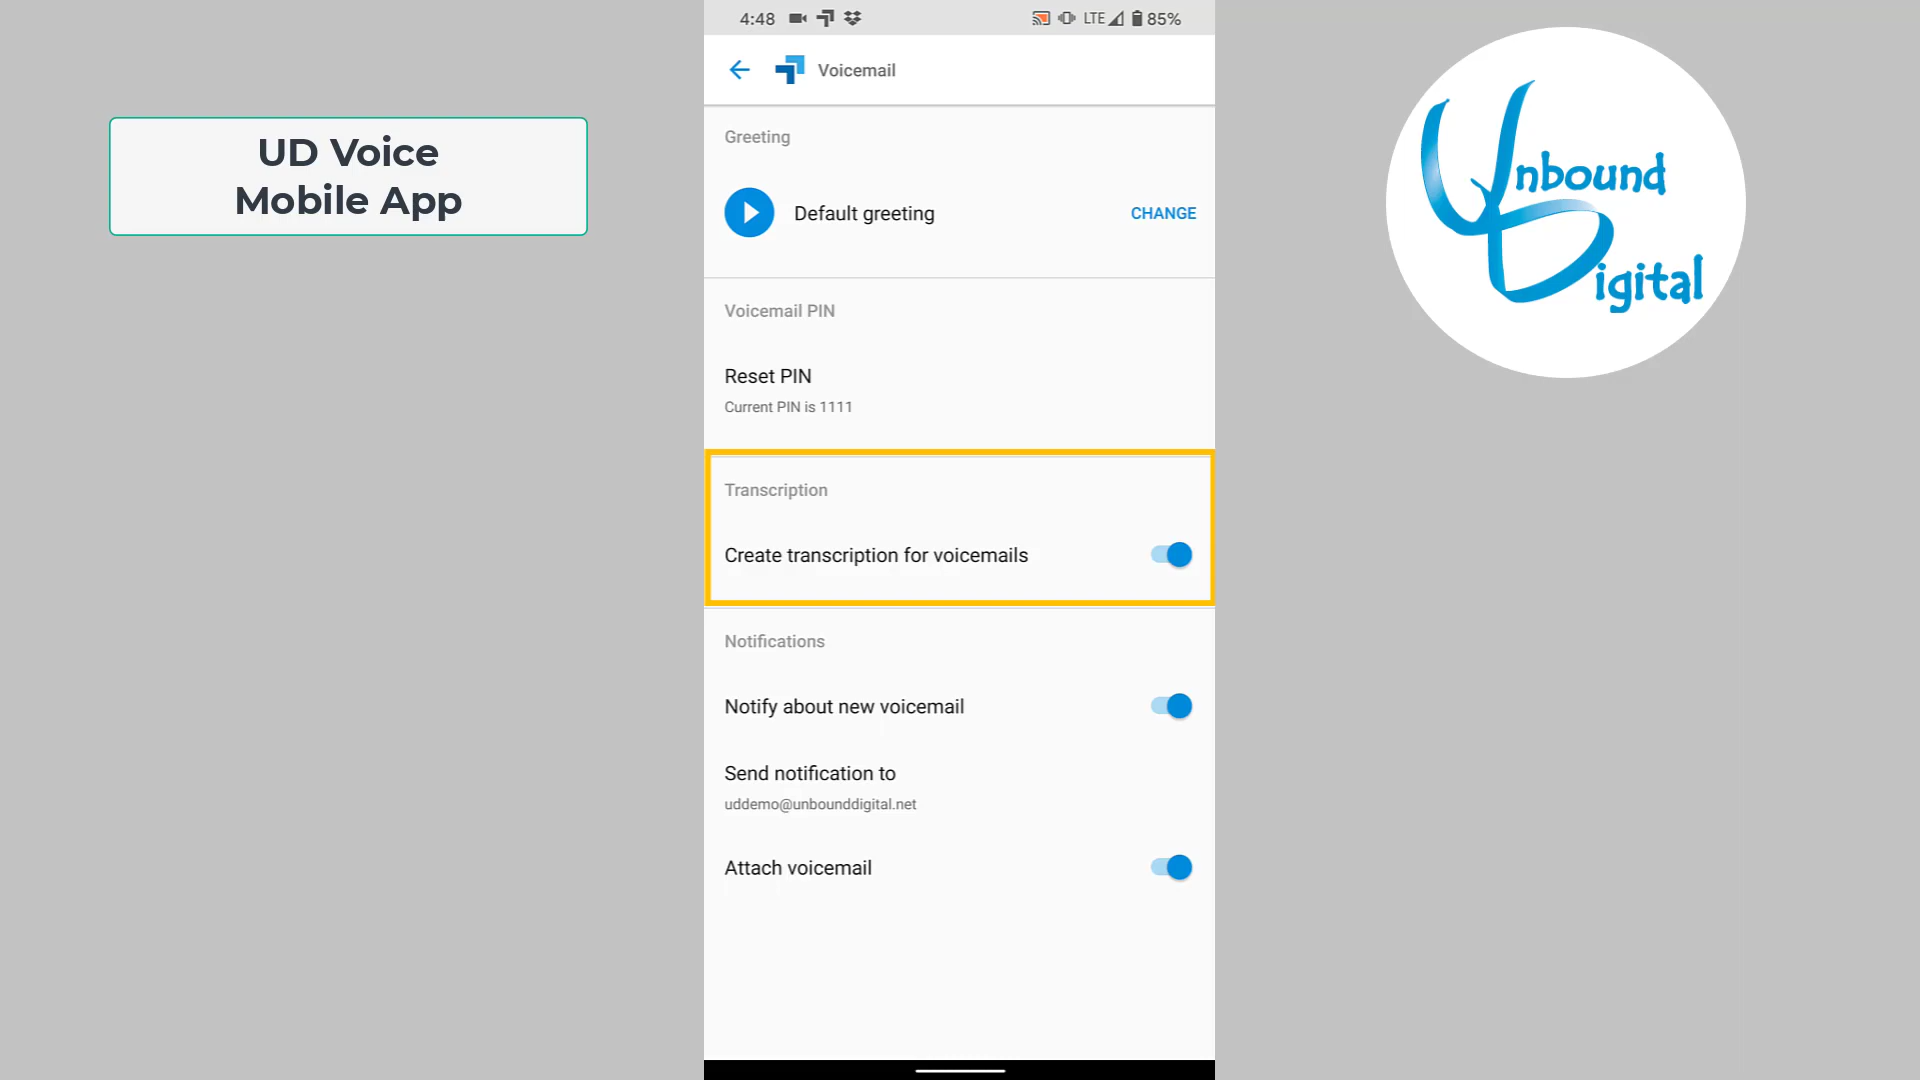 4:48
LTE
85%
UD Voice
Mobile App
Voicemail
Greeting
Default greeting
CHANGE
Voicemail PIN
Reset PIN
Current PIN is 1111
Transcription
Create transcription for voicemails
Notifications
Notify about new voicemail
Send notification to
uddemo@unbounddigital.net
Attach voicemail
Unbound
Digital